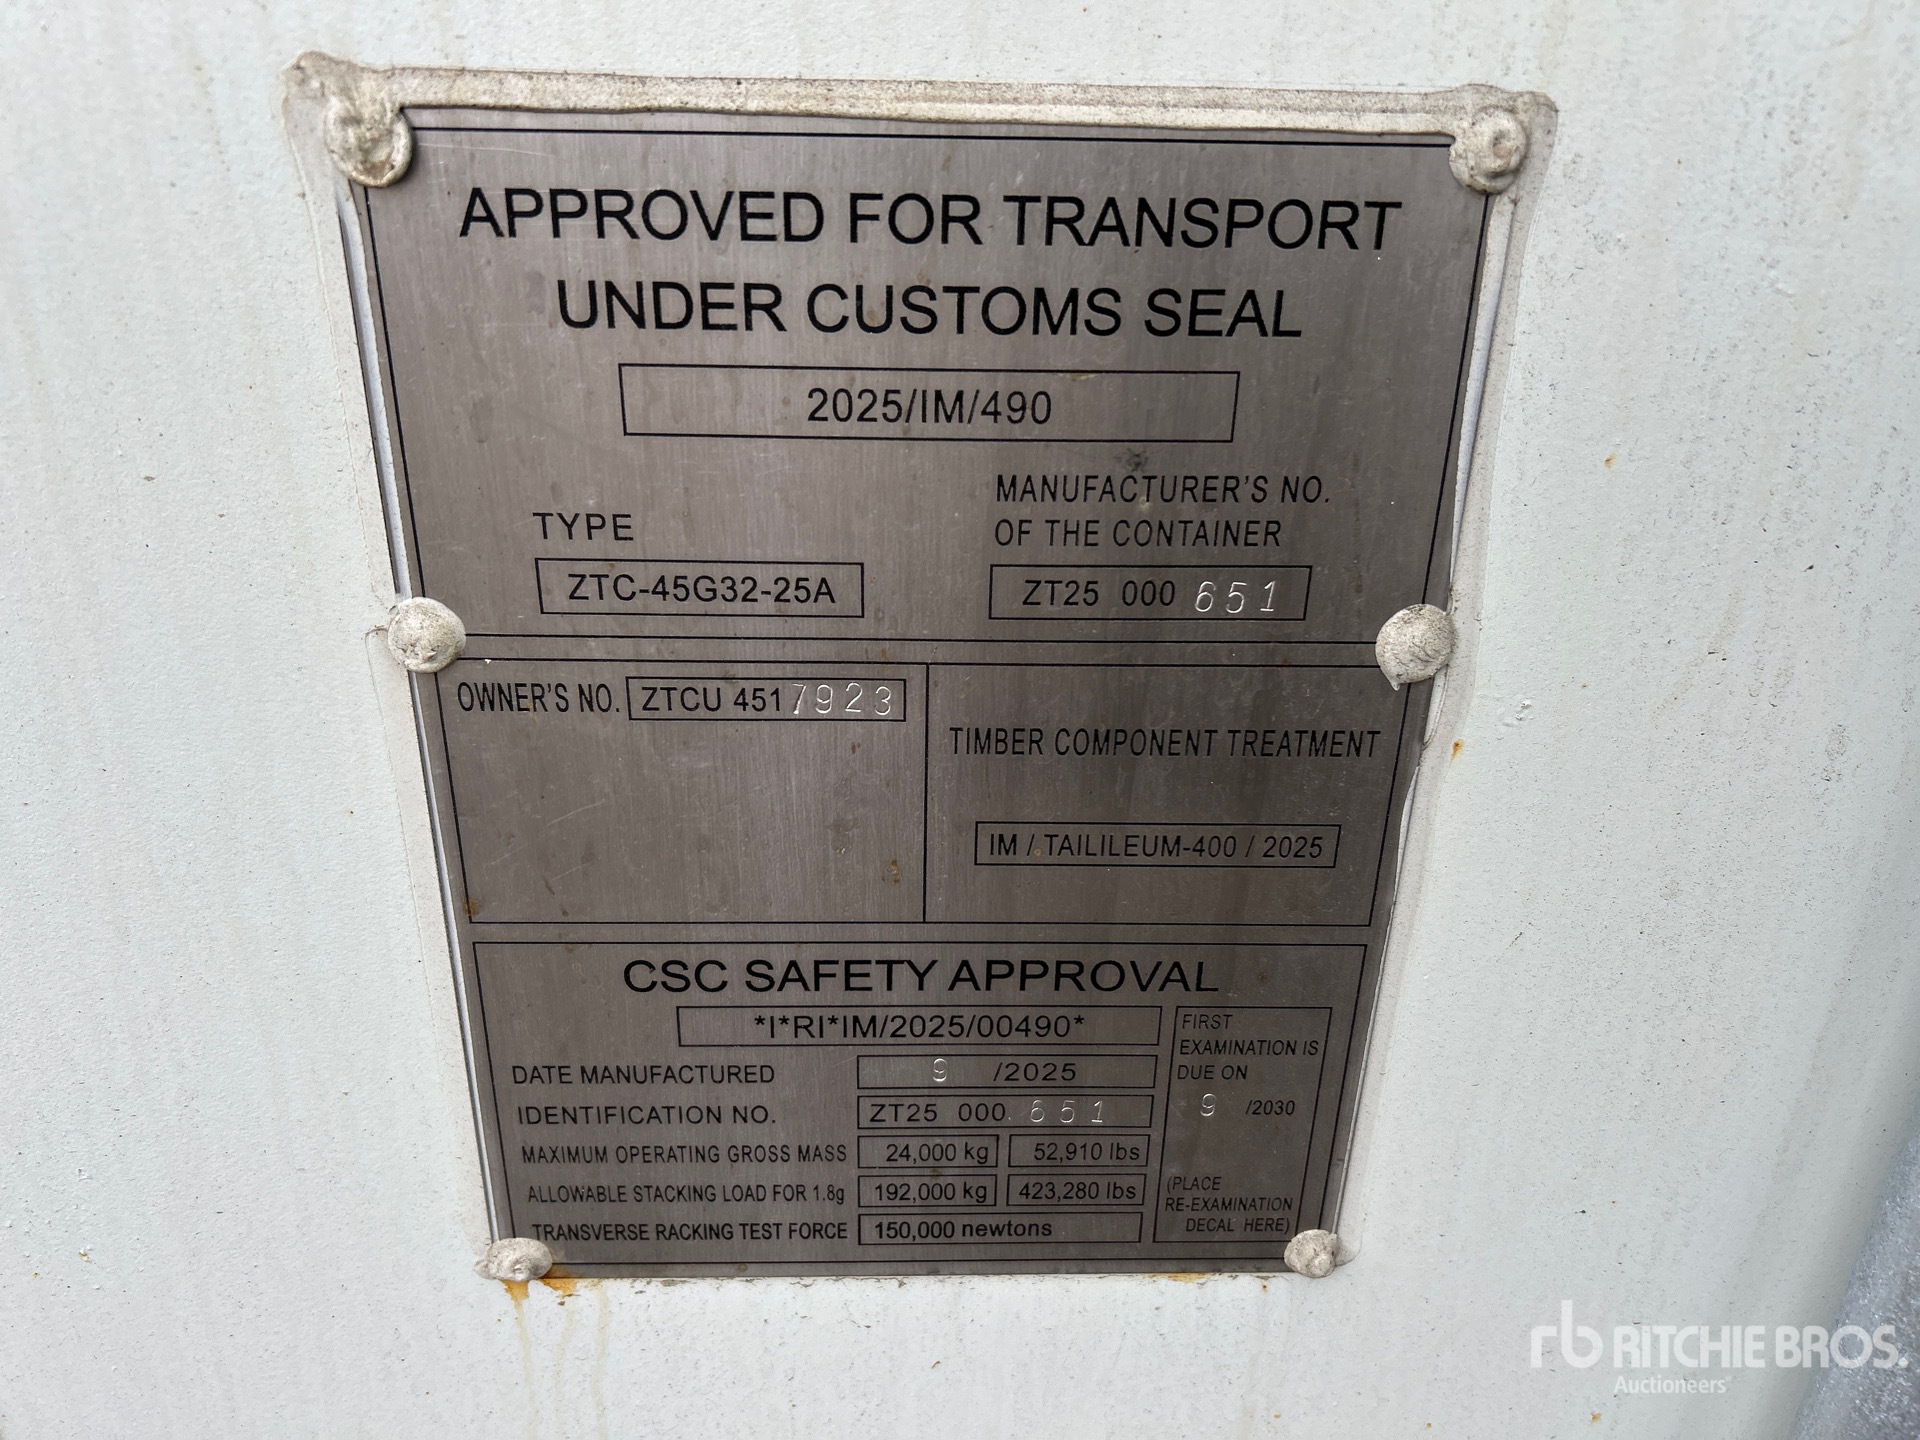 APPROVED FOR TRANSPORT
UNDER CUSTOMS SEAL
2025/IM/490
TYPE
ZTC-45G32-25A
MANUFACTURER'S NO.
OF THE CONTAINER
ZT25 000 651
OWNER'S NO. ZTCU 4517923
TIMBER COMPONENT TREATMENT
IM / TAILILEUM-400 / 2025
CSC SAFETY APPROVAL
*I*RI*IM/2025/00490*
DATE MANUFACTURED 9 /2025
IDENTIFICATION NO. ZT25 000 651
MAXIMUM OPERATING GROSS MASS 24,000 kg 52,910 lbs
ALLOWABLE STACKING LOAD FOR 1.8g 192,000 kg 423,280 lbs
TRANSVERSE RACKING TEST FORCE 150,000 newtons
FIRST
EXAMINATION IS
DUE ON
9 /2030
(PLACE
RE-EXAMINATION
DECAL HERE)
rb RITCHIE BROS.
Auctioneers